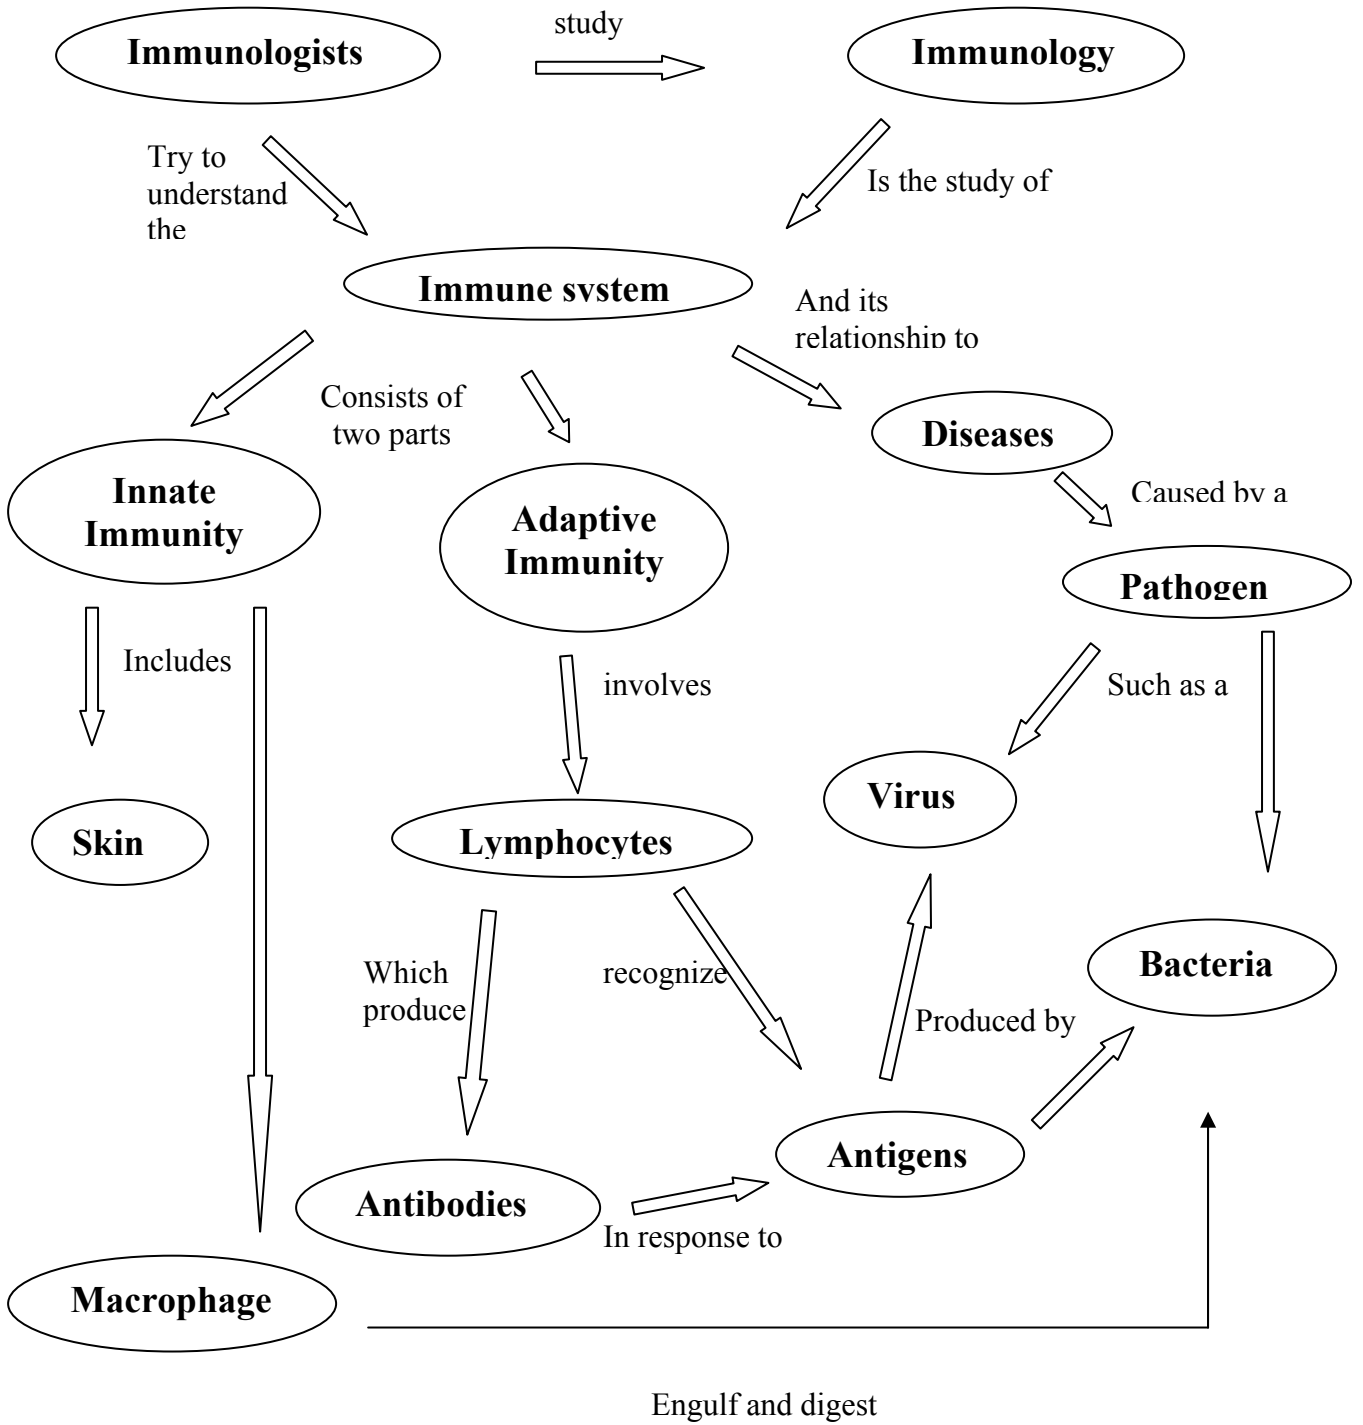 study
Immunologists
Immunology
Try to
understand
the
Is the study of
Immune system
And its
relationship to
Consists of
two parts
Diseases
Innate
Immunity
Adaptive
Immunity
Caused by a
Pathogen
Includes
involves
Such as a
Virus
Skin
Lymphocytes
Which
produce
recognize
Bacteria
Produced by
Antigens
Antibodies
In response to
Macrophage
Engulf and digest